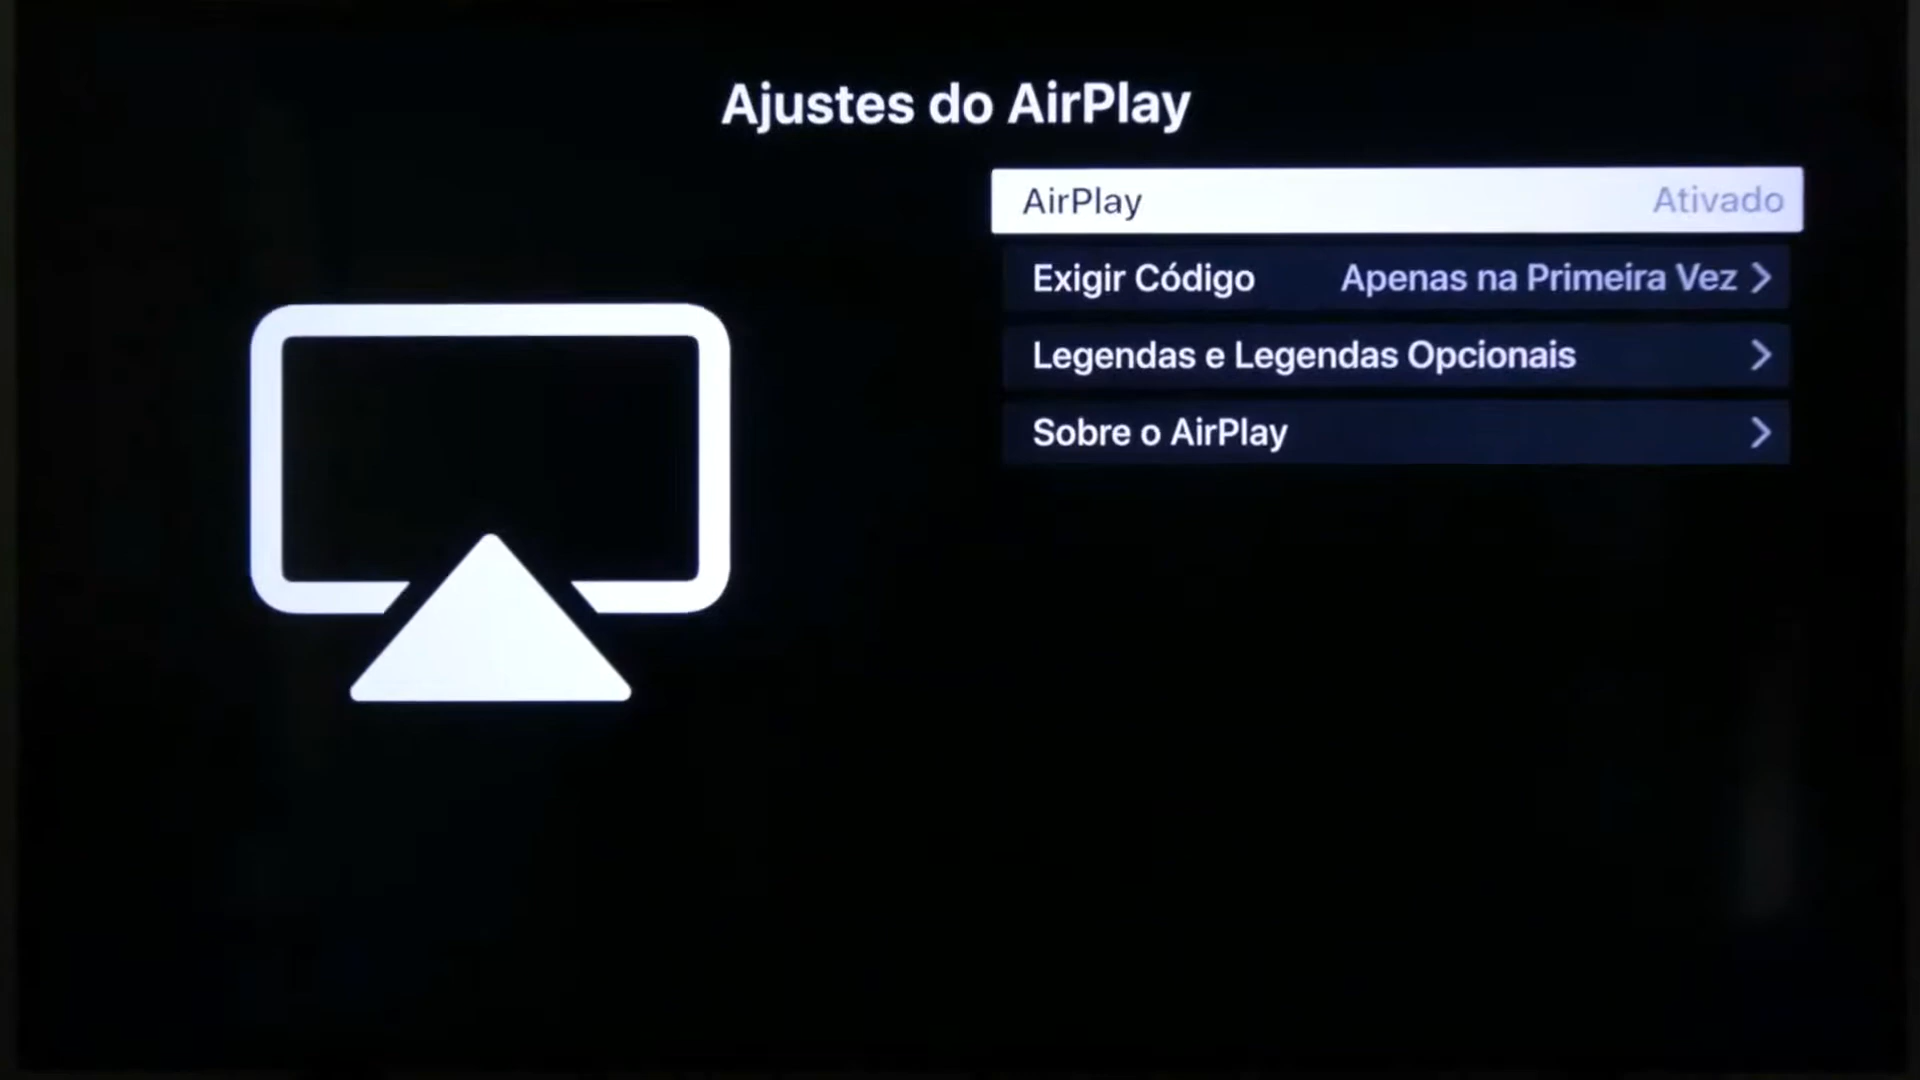 Ajustes do AirPlay
AirPlay Ativado
Exigir Código Apenas na Primeira Vez
Legendas e Legendas Opcionais
Sobre o AirPlay